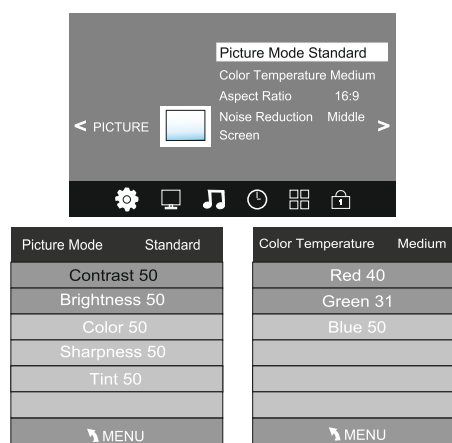 Picture Mode Standard
Color Temperature Medium
Aspect Ratio 16:9
Noise Reduction Middle
Screen
< PICTURE >
1
Picture Mode Standard
Contrast 50
Brightness 50
Color 50
Sharpness 50
Tint 50
MENU
Color Temperature Medium
Red 40
Green 31
Blue 50
MENU